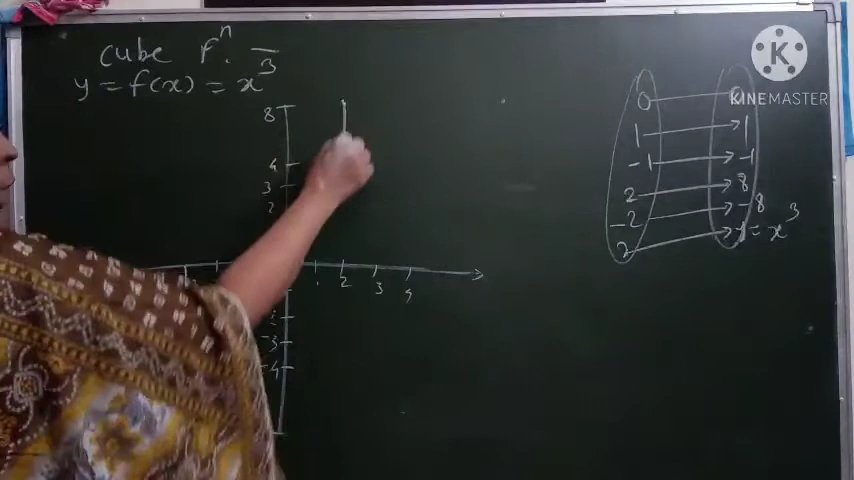 cube fⁿ. —
y = f(x) = x³
8
4
3
2
1 2 3 4
-3
-4
0 0
1 1
-1 -1
2 8
-2 -8
x y = x³
K
KINEMASTER